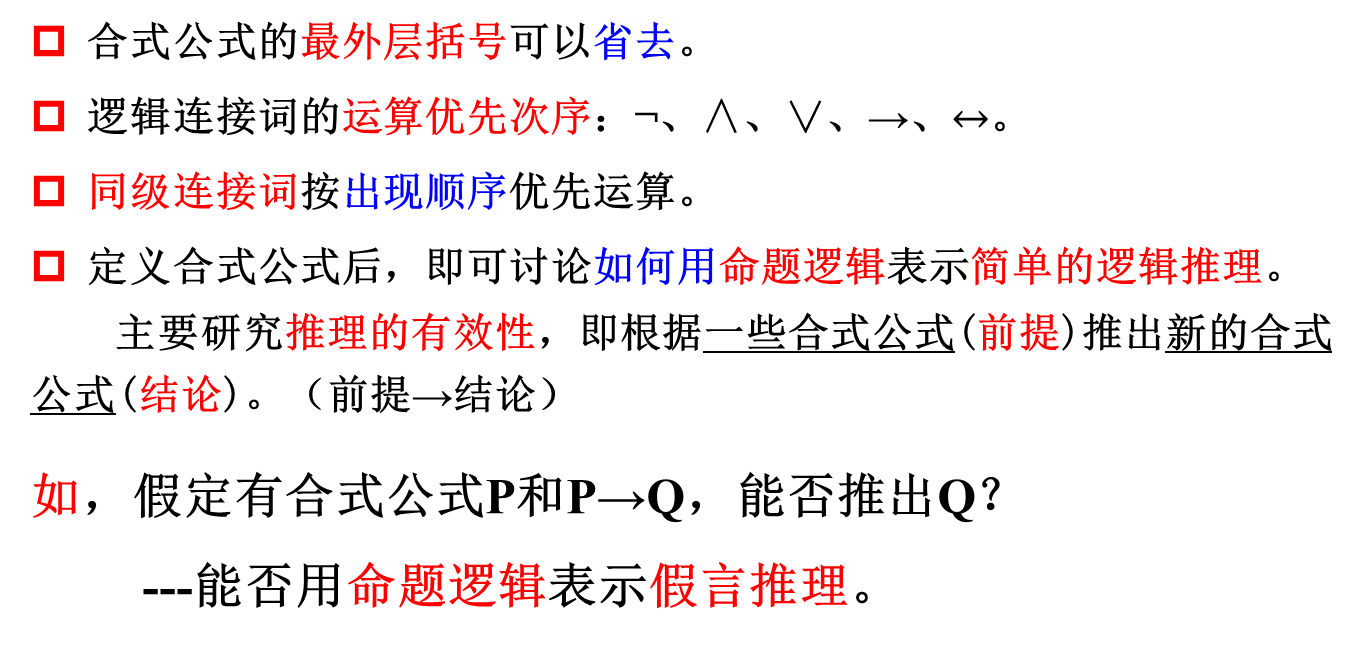 合式公式的最外层括号可以省去。
逻辑连接词的运算优先次序：¬、∧、∨、→、↔。
同级连接词按出现顺序优先运算。
定义合式公式后，即可讨论如何用命题逻辑表示简单的逻辑推理。
主要研究推理的有效性，即根据一些合式公式(前提)推出新的合式
公式(结论)。（前提→结论）
如，假定有合式公式P和P→Q，能否推出Q？
---能否用命题逻辑表示假言推理。